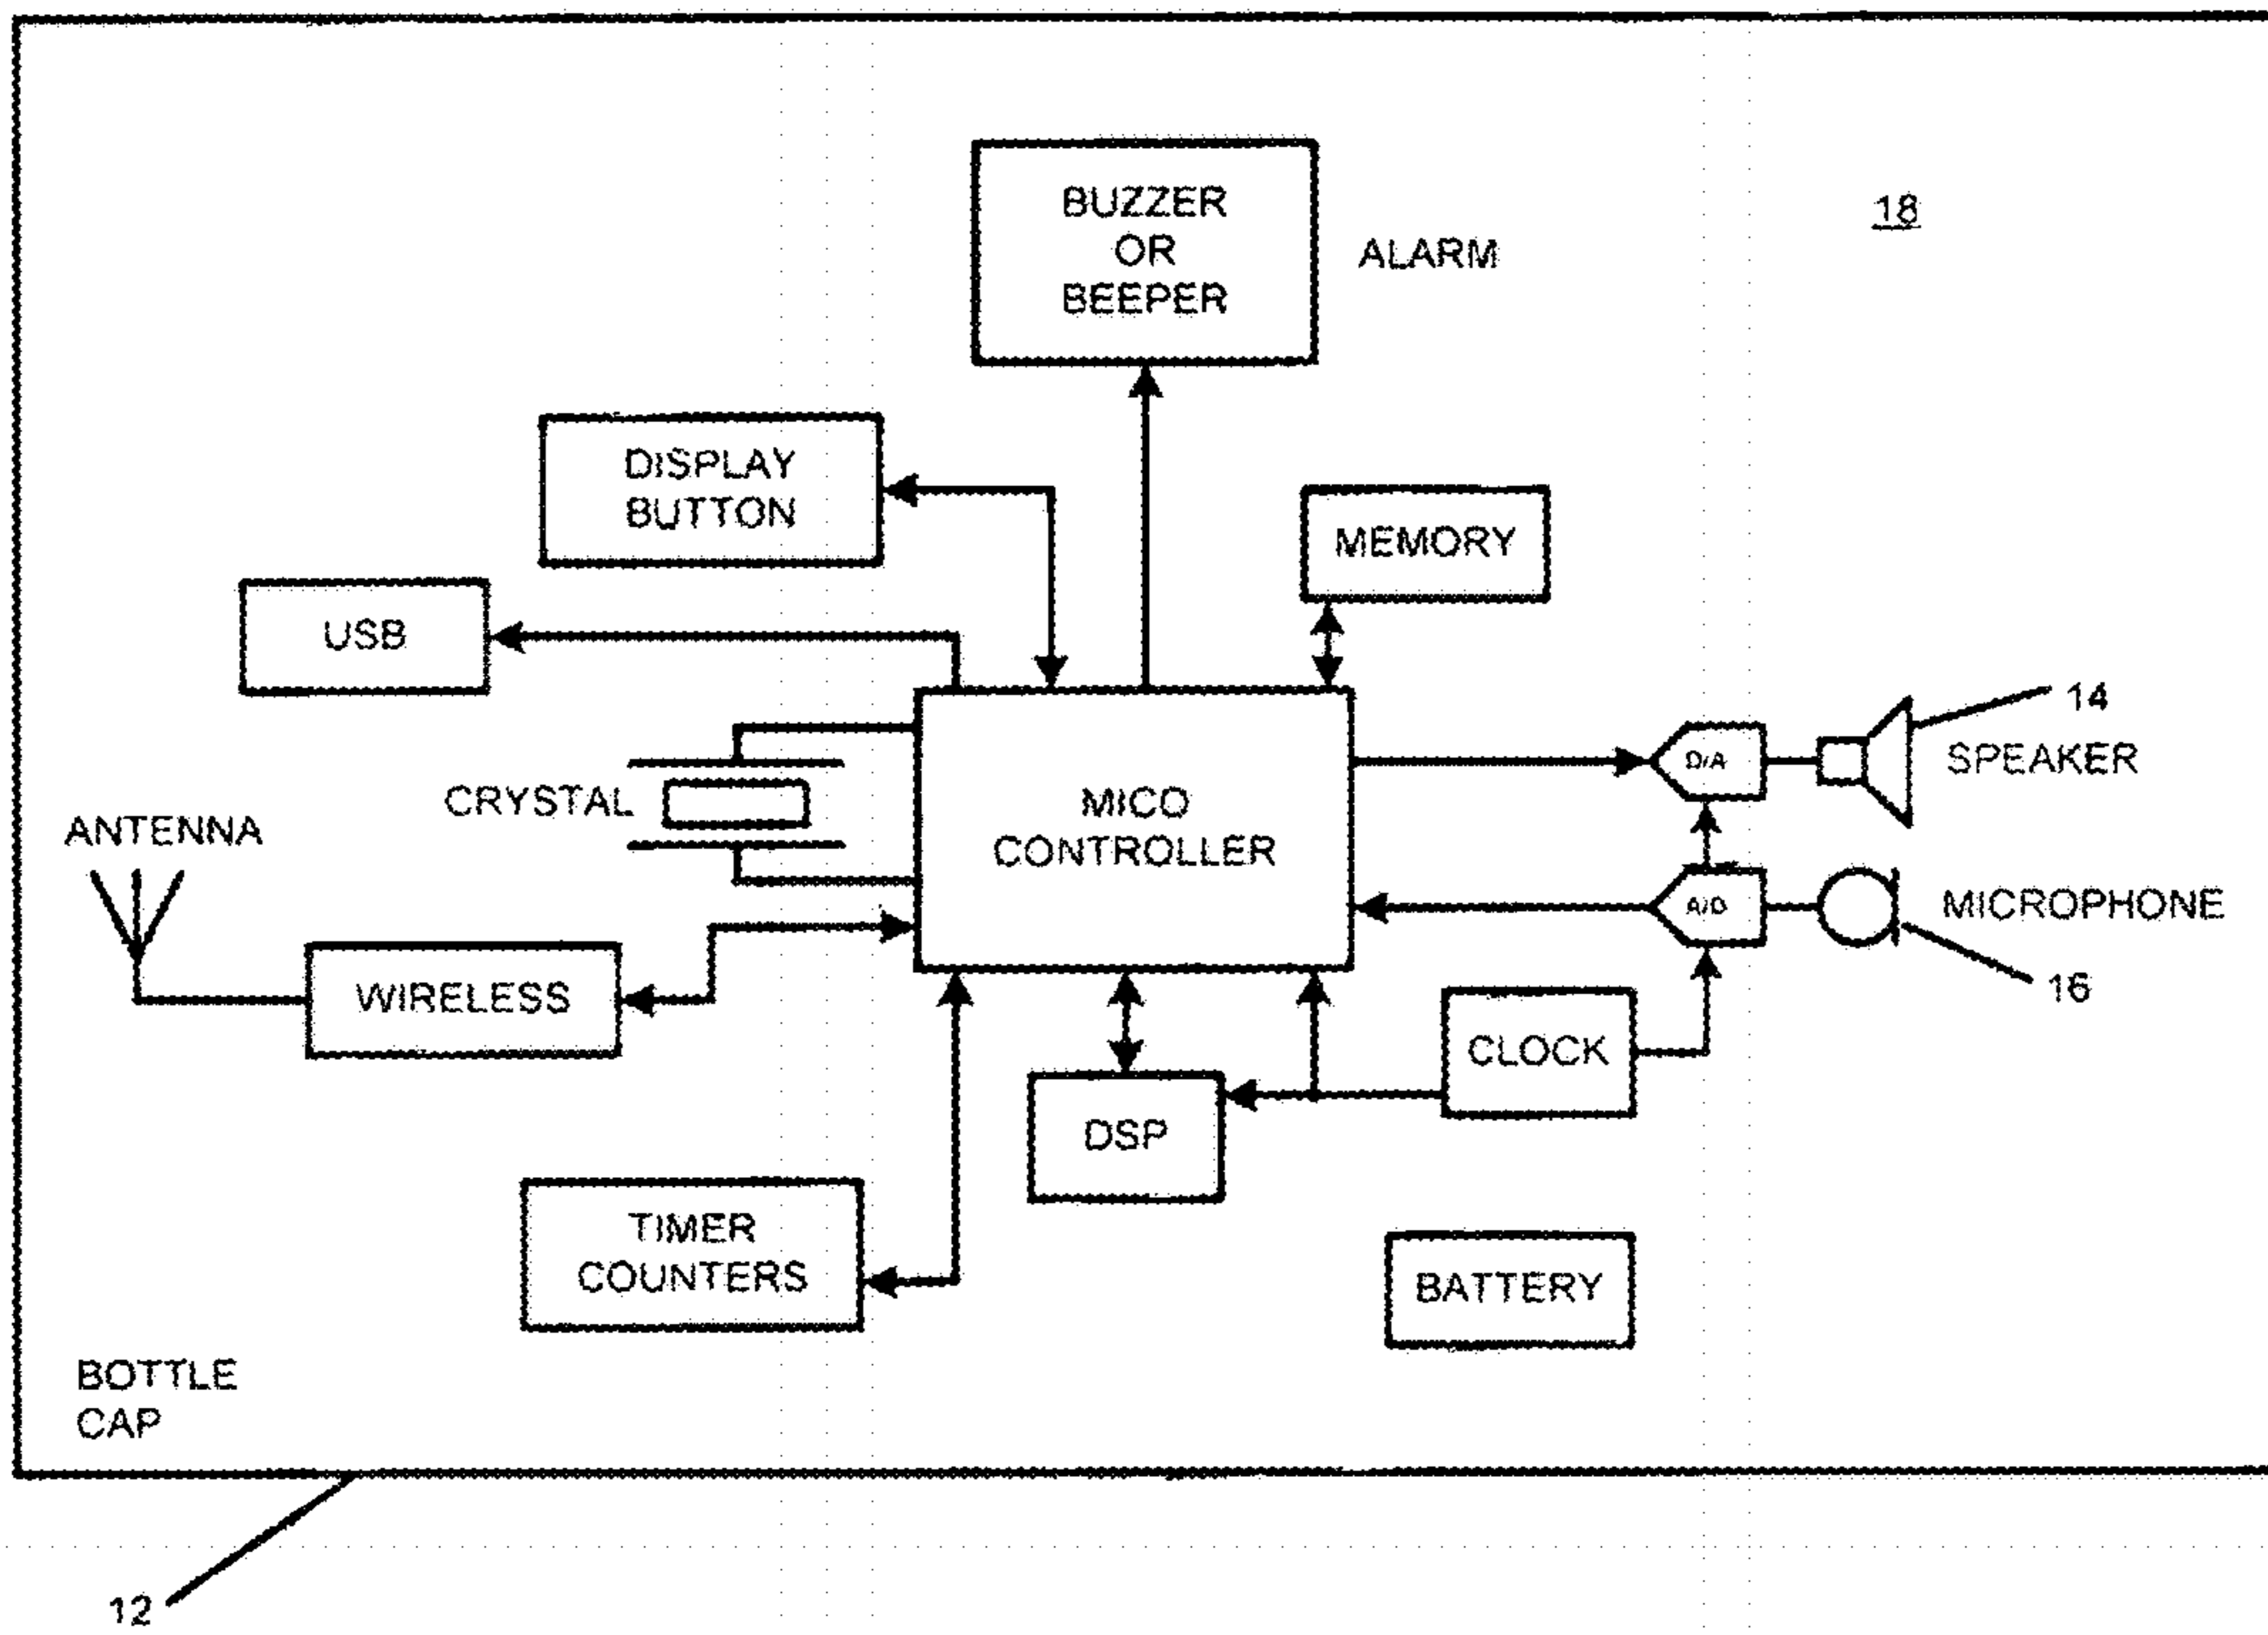 BUZZER
OR
BEEPER
ALARM
18
DISPLAY
BUTTON
MEMORY
USB
14
D/A
SPEAKER
CRYSTAL
MICO
CONTROLLER
ANTENNA
A/D
MICROPHONE
16
WIRELESS
CLOCK
DSP
TIMER
COUNTERS
BATTERY
BOTTLE
CAP
12